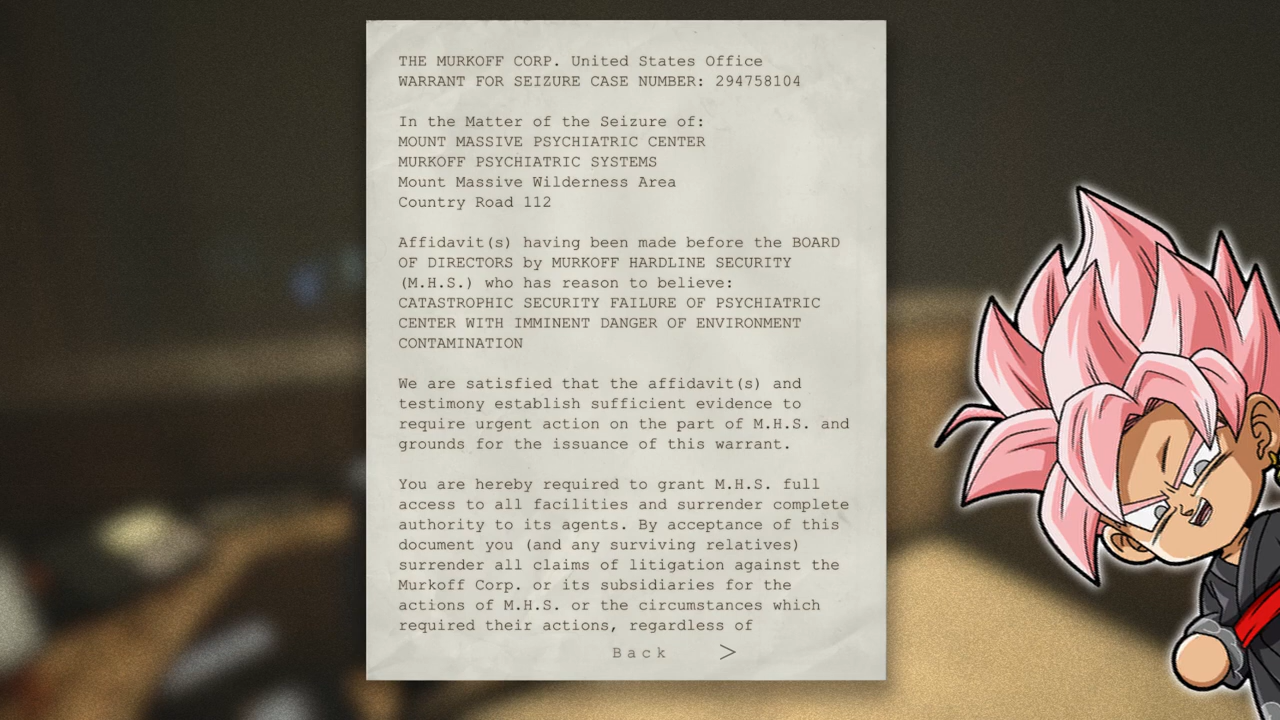 THE MURKOFF CORP. United States Office
WARRANT FOR SEIZURE CASE NUMBER: 294758104
In the Matter of the Seizure of:
MOUNT MASSIVE PSYCHIATRIC CENTER
MURKOFF PSYCHIATRIC SYSTEMS
Mount Massive Wilderness Area
Country Road 112
Affidavit(s) having been made before the BOARD
OF DIRECTORS by MURKOFF HARDLINE SECURITY
(M.H.S.) who has reason to believe:
CATASTROPHIC SECURITY FAILURE OF PSYCHIATRIC
CENTER WITH IMMINENT DANGER OF ENVIRONMENT
CONTAMINATION
We are satisfied that the affidavit(s) and
testimony establish sufficient evidence to
require urgent action on the part of M.H.S. and
grounds for the issuance of this warrant.
You are hereby required to grant M.H.S. full
access to all facilities and surrender complete
authority to its agents. By acceptance of this
document you (and any surviving relatives)
surrender all claims of litigation against the
Murkoff Corp. or its subsidiaries for the
actions of M.H.S. or the circumstances which
required their actions, regardless of
Back >